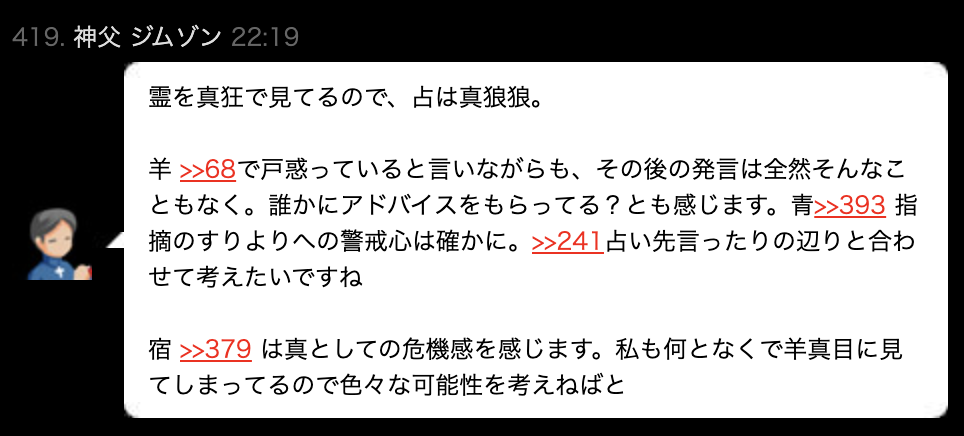 419. 神父 ジムゾン 22:19
霊を真狂で見てるので、占は真狼狼。
羊 >>68で戸惑っていると言いながらも、その後の発言は全然そんなこ
ともなく。誰かにアドバイスをもらってる？とも感じます。青>>393 指
摘のすりよりへの警戒心は確かに。>>241占い先言ったりの辺りと合わ
せて考えたいですね
宿 >>379 は真としての危機感を感じます。私も何となくで羊真目に見
てしまってるので色々な可能性を考えねばと